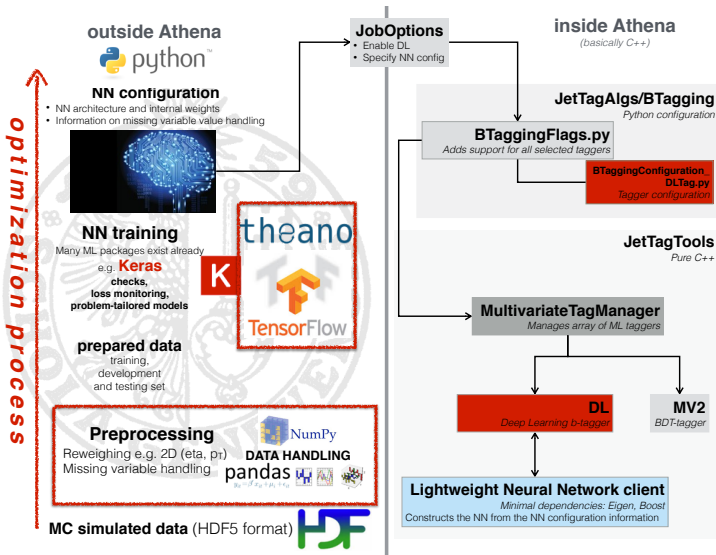 outside Athena
python™
NN configuration
• NN architecture and internal weights
• Information on missing variable value handling
JobOptions
• Enable DL
• Specify NN config
inside Athena
(basically C++)
optimization process
NN training
Many ML packages exist already
e.g. Keras
checks,
loss monitoring,
problem-tailored models
K
theano
TensorFlow
prepared data
training,
development
and testing set
Preprocessing
Reweighing e.g. 2D (eta, pT)
Missing variable handling
NumPy
DATA HANDLING
pandas
MC simulated data (HDF5 format)
HDF
JetTagAlgs/BTagging
Python configuration
BTaggingFlags.py
Adds support for all selected taggers
BTaggingConfiguration_
DLTag.py
Tagger configuration
JetTagTools
Pure C++
MultivariateTagManager
Manages array of ML taggers
DL
Deep Learning b-tagger
MV2
BDT-tagger
Lightweight Neural Network client
Minimal dependencies: Eigen, Boost
Constructs the NN from the NN configuration information